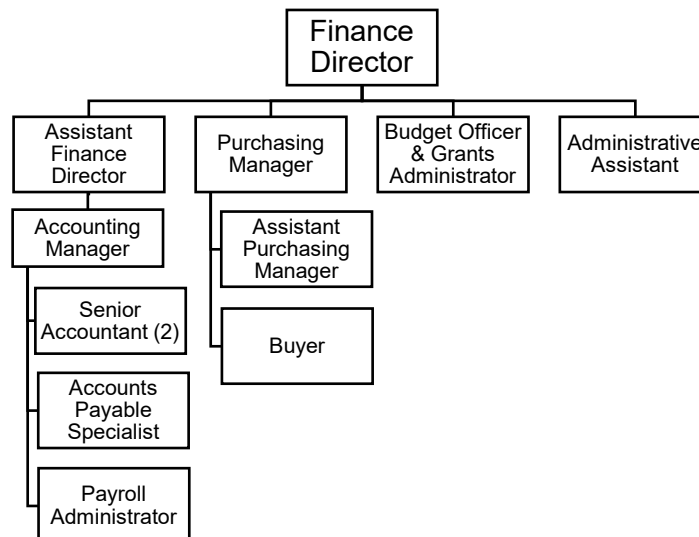 Finance
Director
Assistant
Finance
Director
Purchasing
Manager
Budget Officer
& Grants
Administrator
Administrative
Assistant
Accounting
Manager
Assistant
Purchasing
Manager
Senior
Accountant (2)
Buyer
Accounts
Payable
Specialist
Payroll
Administrator